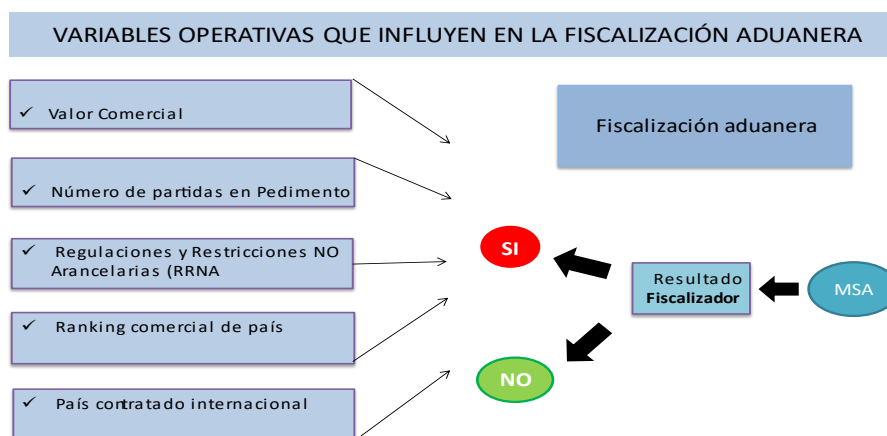 VARIABLES OPERATIVAS QUE INFLUYEN EN LA FISCALIZACIÓN ADUANERA
✓ Valor Comercial
Fiscalización aduanera
✓ Número de partidas en Pedimento
✓ Regulaciones y Restricciones NO
Arancelarias (RRNA
SI
Resultado
Fiscalizador
MSA
✓ Ranking comercial de país
✓ País contratado internacional
NO